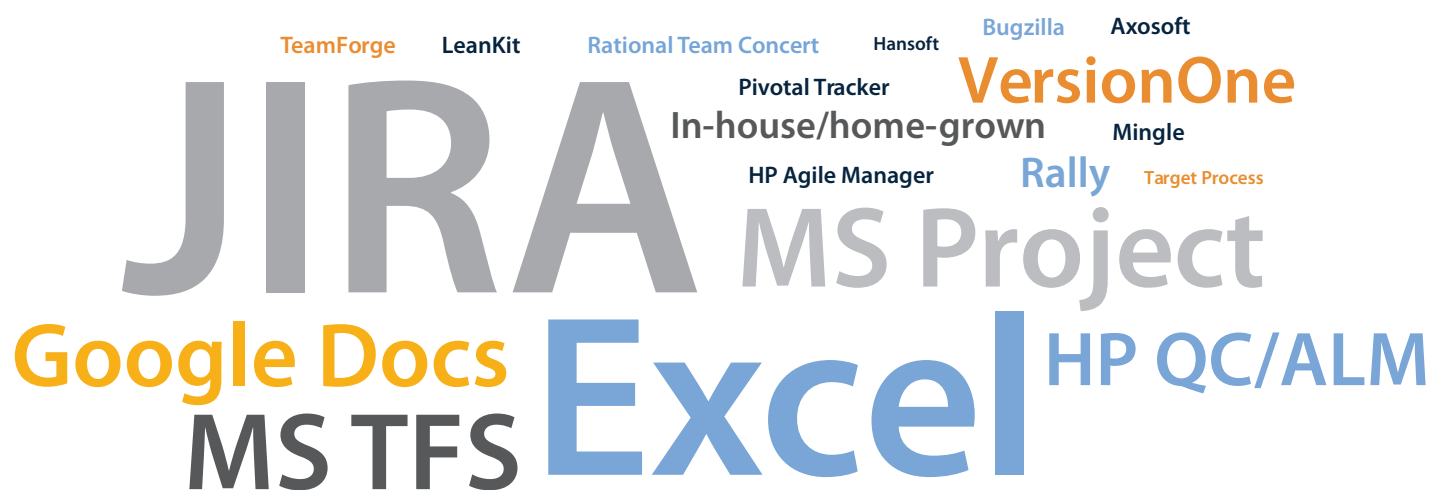 TeamForge
LeanKit
Rational Team Concert
Hansoft
Bugzilla
Axosoft
JIRA
Pivotal Tracker
VersionOne
In-house/home-grown
Mingle
HP Agile Manager
Rally
Target Process
MS Project
Google Docs
Excel
HP QC/ALM
MS TFS